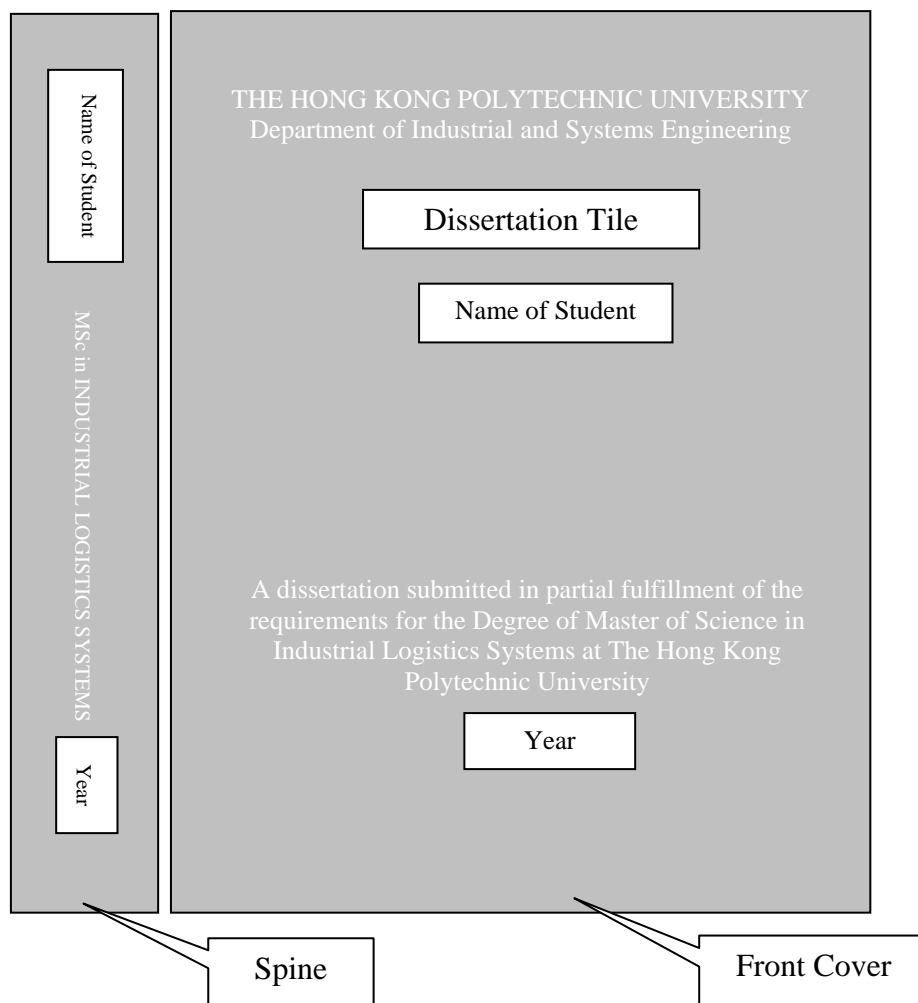 Name of Student
MSc in INDUSTRIAL LOGISTICS SYSTEMS
Year
THE HONG KONG POLYTECHNIC UNIVERSITY
Department of Industrial and Systems Engineering
Dissertation Tile
Name of Student
A dissertation submitted in partial fulfillment of the
requirements for the Degree of Master of Science in
Industrial Logistics Systems at The Hong Kong
Polytechnic University
Year
Spine
Front Cover